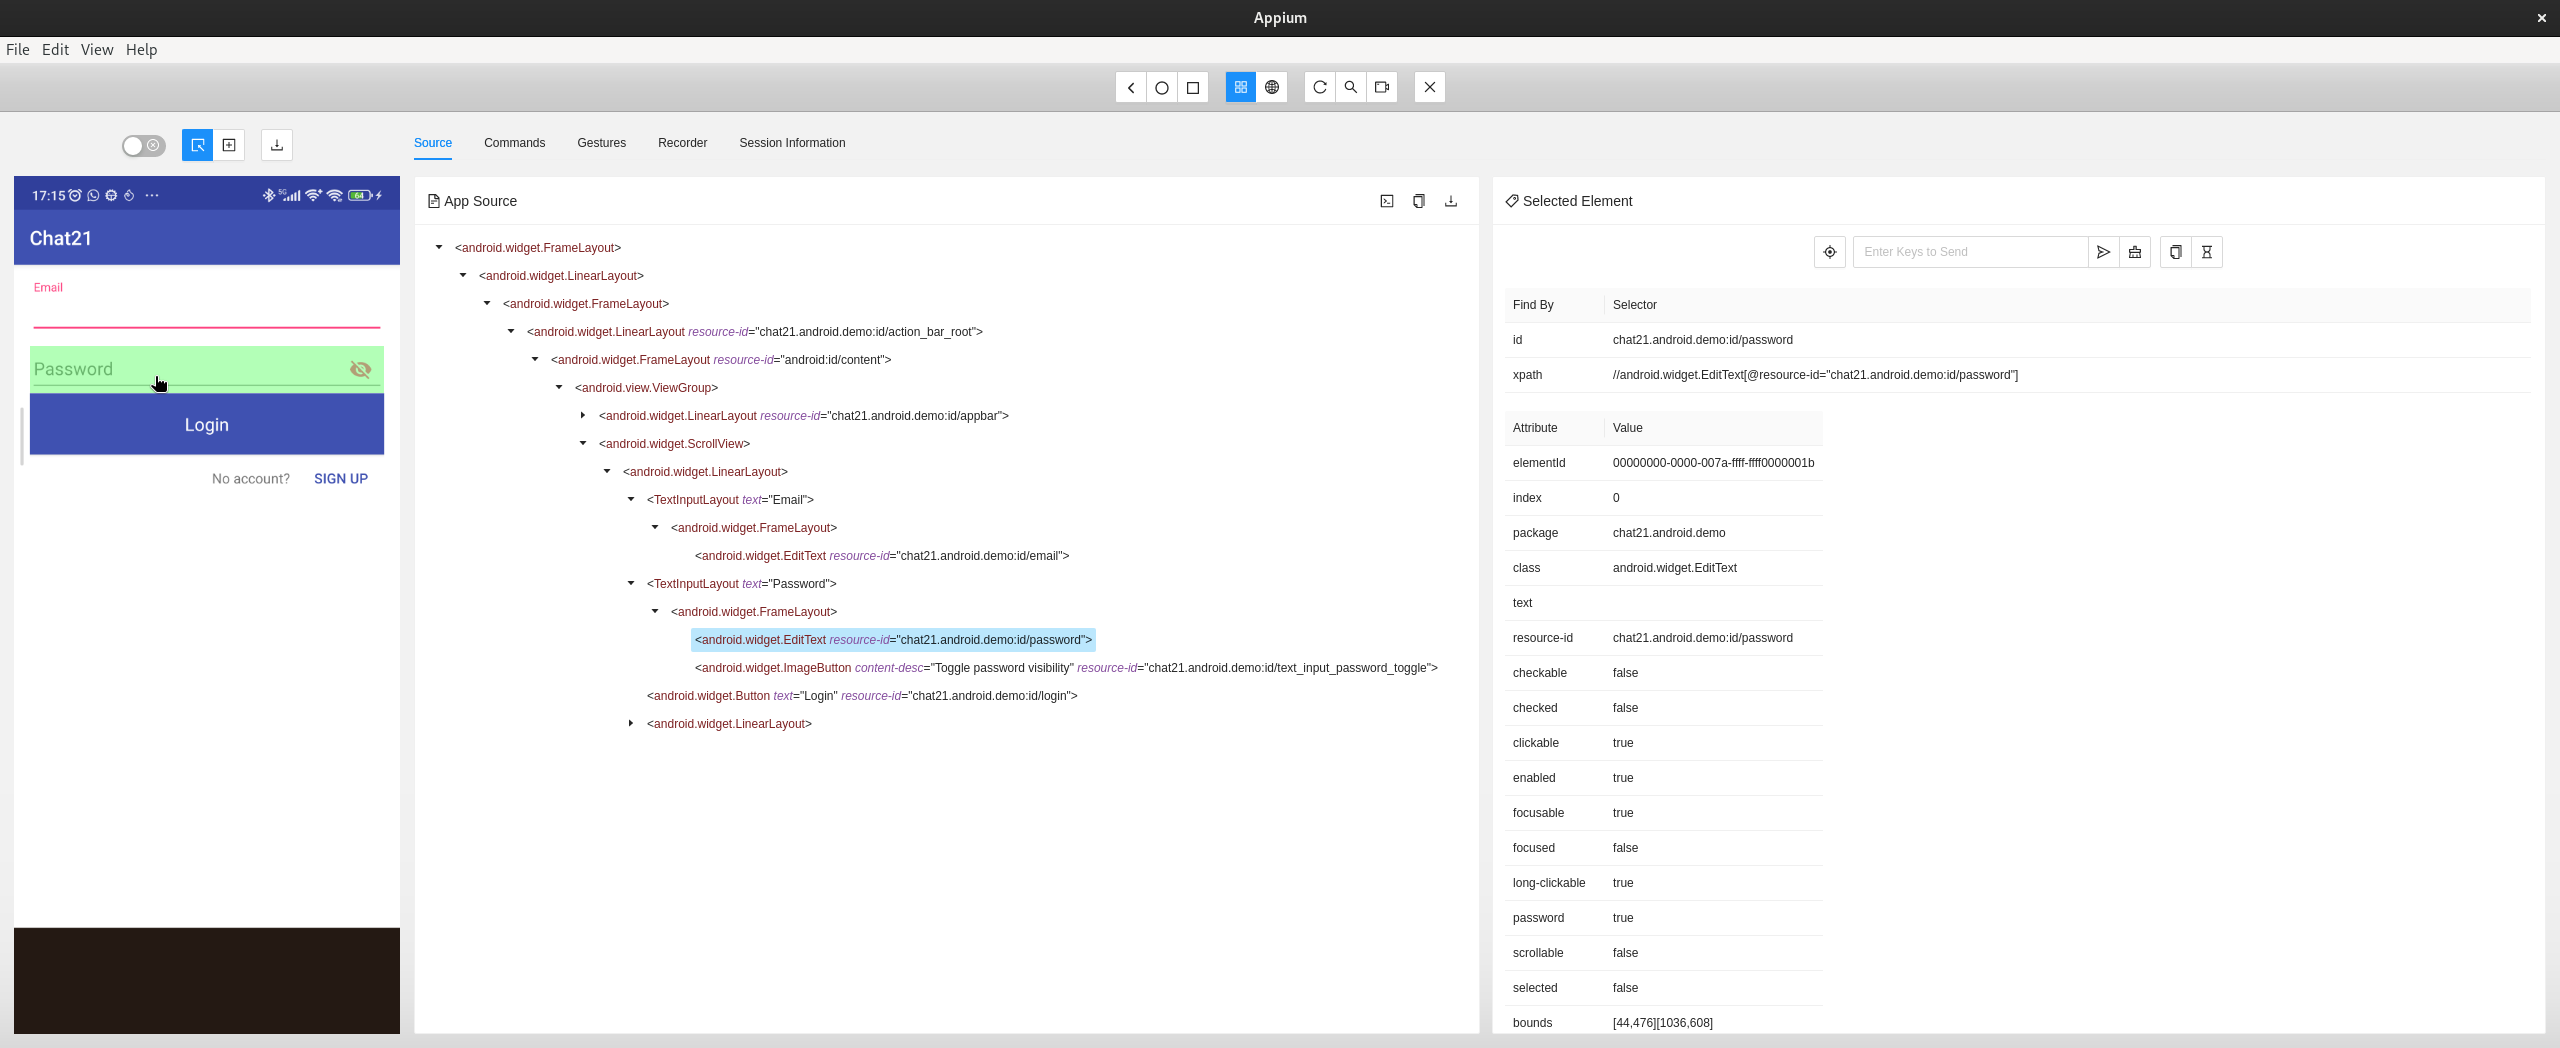 Appium
File Edit View Help
Source Commands Gestures Recorder Session Information
17:15 5G 64
Chat21
Email
Password
Login
No account? SIGN UP
App Source
<android.widget.FrameLayout>
<android.widget.LinearLayout>
<android.widget.FrameLayout>
<android.widget.LinearLayout resource-id="chat21.android.demo:id/action_bar_root">
<android.widget.FrameLayout resource-id="android:id/content">
<android.view.ViewGroup>
<android.widget.LinearLayout resource-id="chat21.android.demo:id/appbar">
<android.widget.ScrollView>
<android.widget.LinearLayout>
<TextInputLayout text="Email">
<android.widget.FrameLayout>
<android.widget.EditText resource-id="chat21.android.demo:id/email">
<TextInputLayout text="Password">
<android.widget.FrameLayout>
<android.widget.EditText resource-id="chat21.android.demo:id/password">
<android.widget.ImageButton content-desc="Toggle password visibility" resource-id="chat21.android.demo:id/text_input_password_toggle">
<android.widget.Button text="Login" resource-id="chat21.android.demo:id/login">
<android.widget.LinearLayout>
Selected Element
Enter Keys to Send
Find By Selector
id chat21.android.demo:id/password
xpath //android.widget.EditText[@resource-id="chat21.android.demo:id/password"]
Attribute Value
elementId 00000000-0000-007a-ffff-ffff0000001b
index 0
package chat21.android.demo
class android.widget.EditText
text
resource-id chat21.android.demo:id/password
checkable false
checked false
clickable true
enabled true
focusable true
focused false
long-clickable true
password true
scrollable false
selected false
bounds [44,476][1036,608]